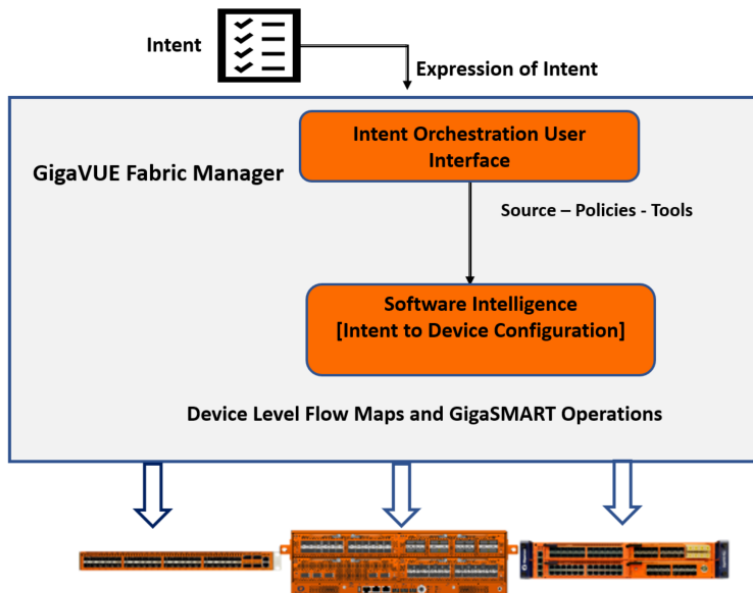 Intent
Expression of Intent
Intent Orchestration User
Interface
GigaVUE Fabric Manager
Source – Policies - Tools
Software Intelligence
[Intent to Device Configuration]
Device Level Flow Maps and GigaSMART Operations